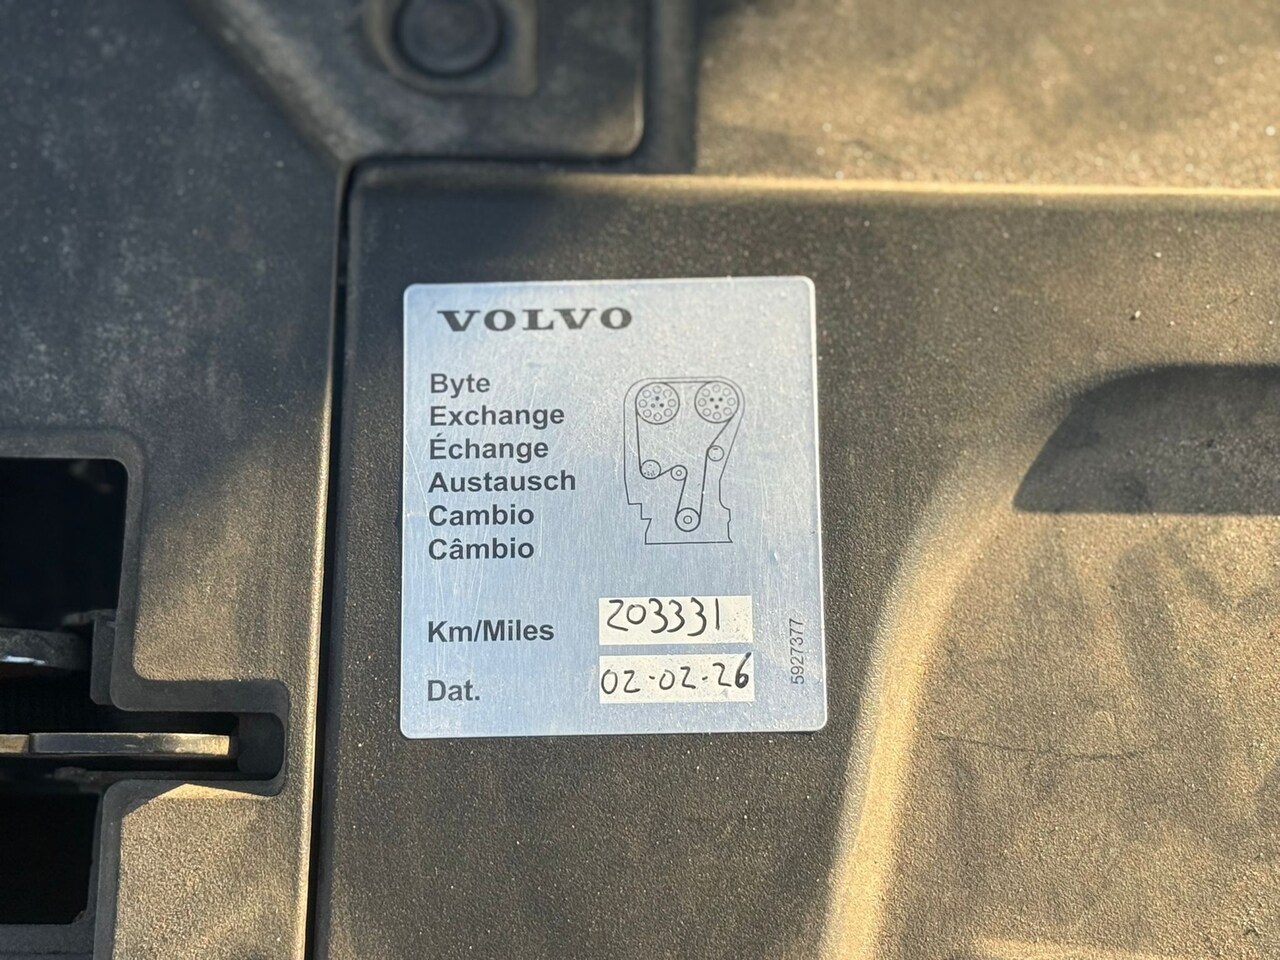 VOLVO
Byte
Exchange
Échange
Austausch
Cambio
Câmbio
Km/Miles 203331
Dat. 02-02-26
5927377